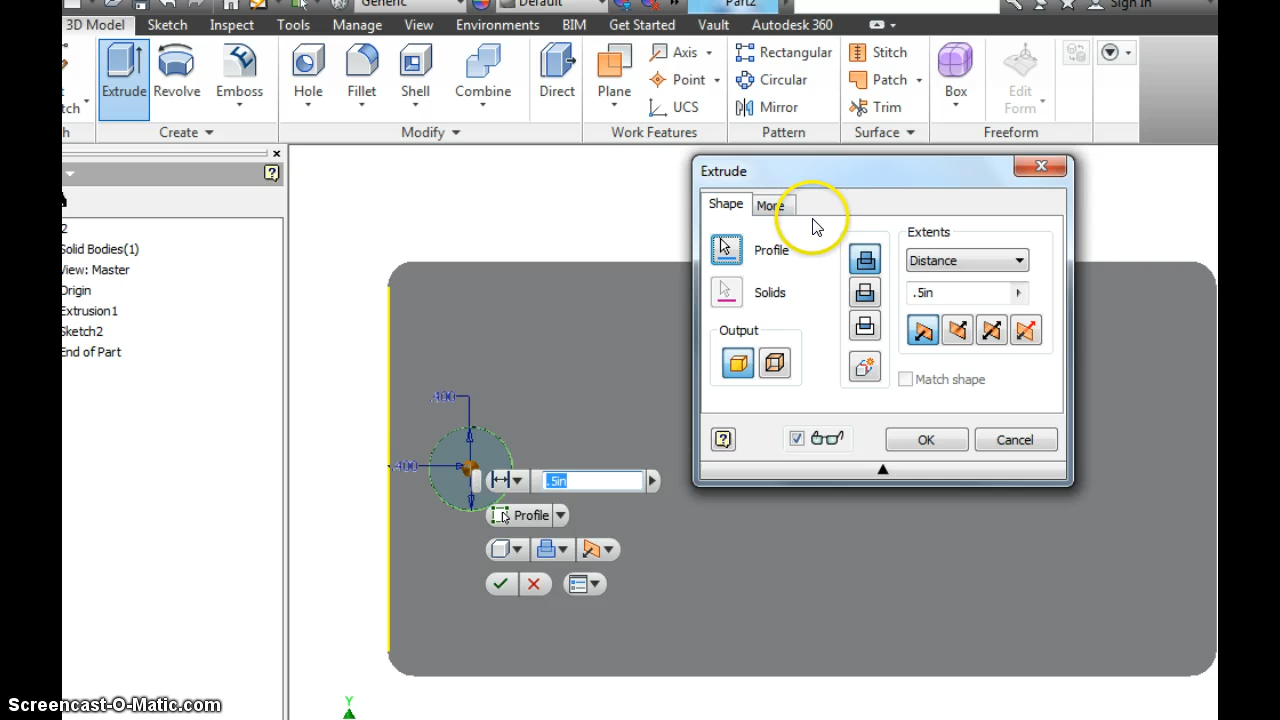 Generic Default Part2 Sign In
3D Model Sketch Inspect Tools Manage View Environments BIM Get Started Vault Autodesk 360
Extrude Revolve Emboss Hole Fillet Shell Combine Direct Plane Axis Point UCS Rectangular Circular Mirror Stitch Patch Trim Box Edit Form
Create Modify Work Features Pattern Surface Freeform
2
Solid Bodies(1)
View: Master
Origin
Extrusion1
Sketch2
End of Part
Extrude
Shape More
Profile
Solids
Output
Extents
Distance
.5in
Match shape
OK Cancel
.400
.400
.5in
Profile
Y
Screencast-O-Matic.com